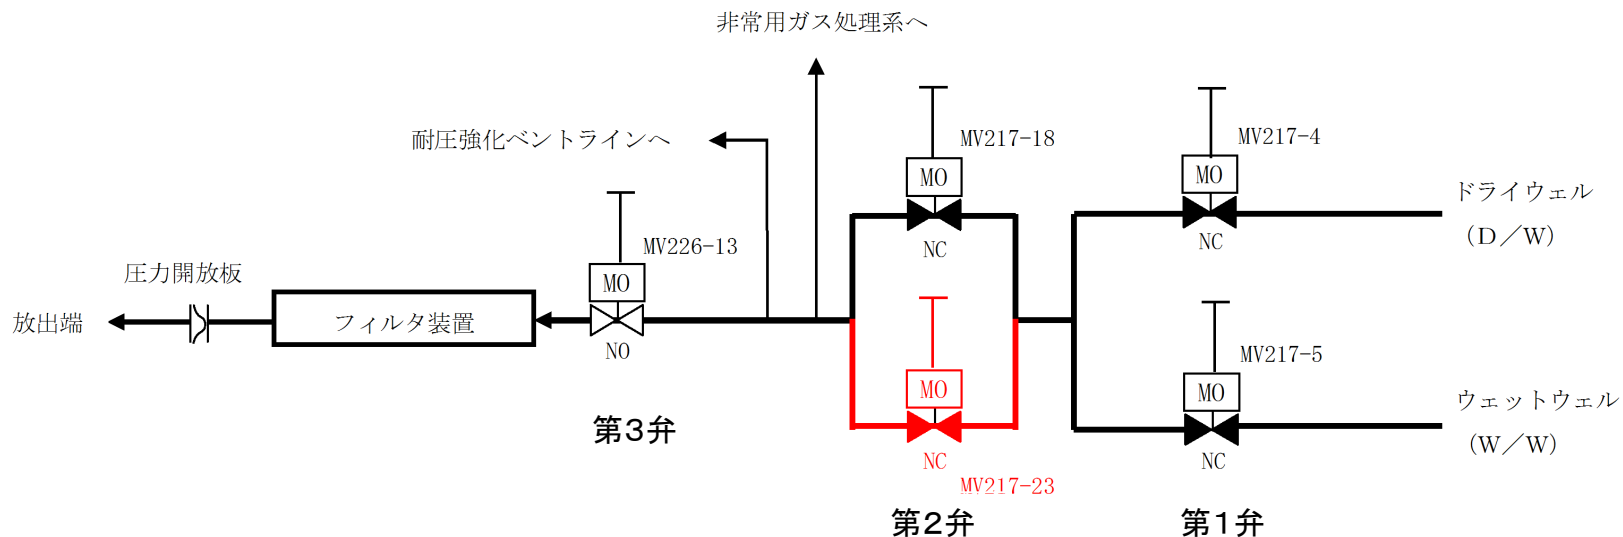 非常用ガス処理系へ
耐圧強化ベントラインへ
MV217-18
MV217-4
MO
MO
ドライウェル
(D/W)
NC
NC
MV226-13
MO
圧力開放板
放出端
フィルタ装置
NO
MO
NC
MV217-23
MV217-5
MO
NC
ウェットウェル
(W/W)
第3弁
第2弁
第1弁